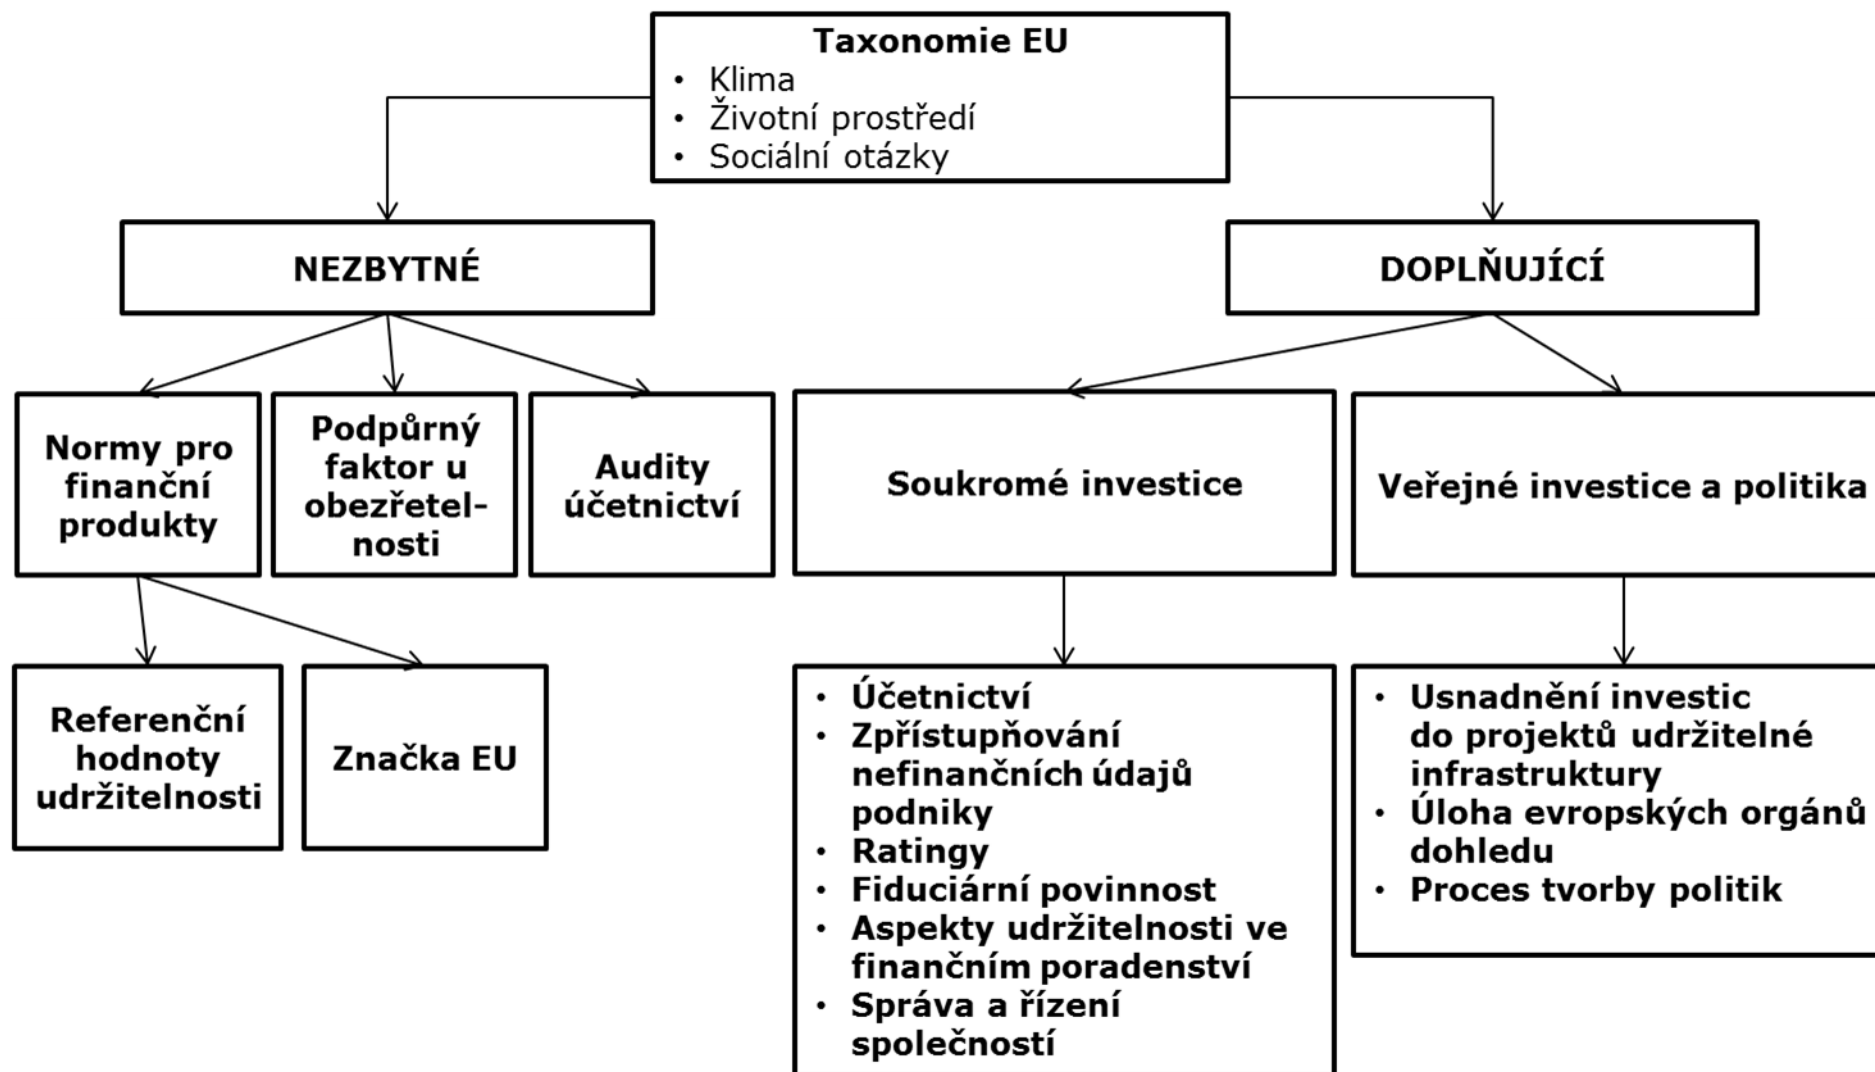 Taxonomie EU
• Klima
• Životní prostředí
• Sociální otázky
NEZBYTNÉ
DOPLŇUJÍCÍ
Normy pro
finanční
produkty
Podpůrný
faktor u
obezřetel-
nosti
Audity
účetnictví
Soukromé investice
Veřejné investice a politika
Referenční
hodnoty
udržitelnosti
Značka EU
• Účetnictví
• Zpřístupňování
nefinančních údajů
podniky
• Ratingy
• Fiduciární povinnost
• Aspekty udržitelnosti ve
finančním poradenství
• Správa a řízení
společností
• Usnadnění investic
do projektů udržitelné
infrastruktury
• Úloha evropských orgánů
dohledu
• Proces tvorby politik